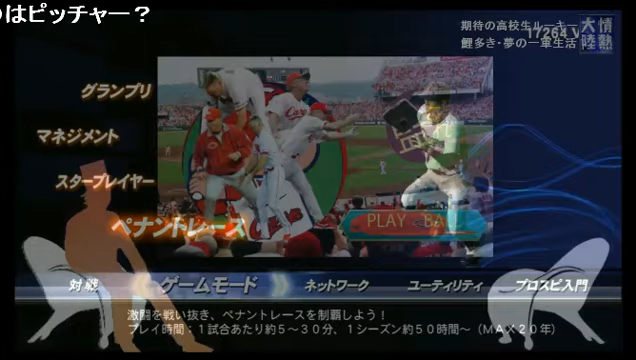 のはピッチャー？
期待の高校生ルーキー
鯉多き・夢の一軍生活
17264
情熱
大陸
グランプリ
マネジメント
スタープレイヤー
ペナントレース
PLAY BALL
対戦
ゲームモード
ネットワーク
ユーティリティ
プロスピ入門
激闘を戦い抜き、ペナントレースを制覇しよう！
プレイ時間：１試合あたり約５～３０分、１シーズン約５０時間～（ＭＡＸ２０年）